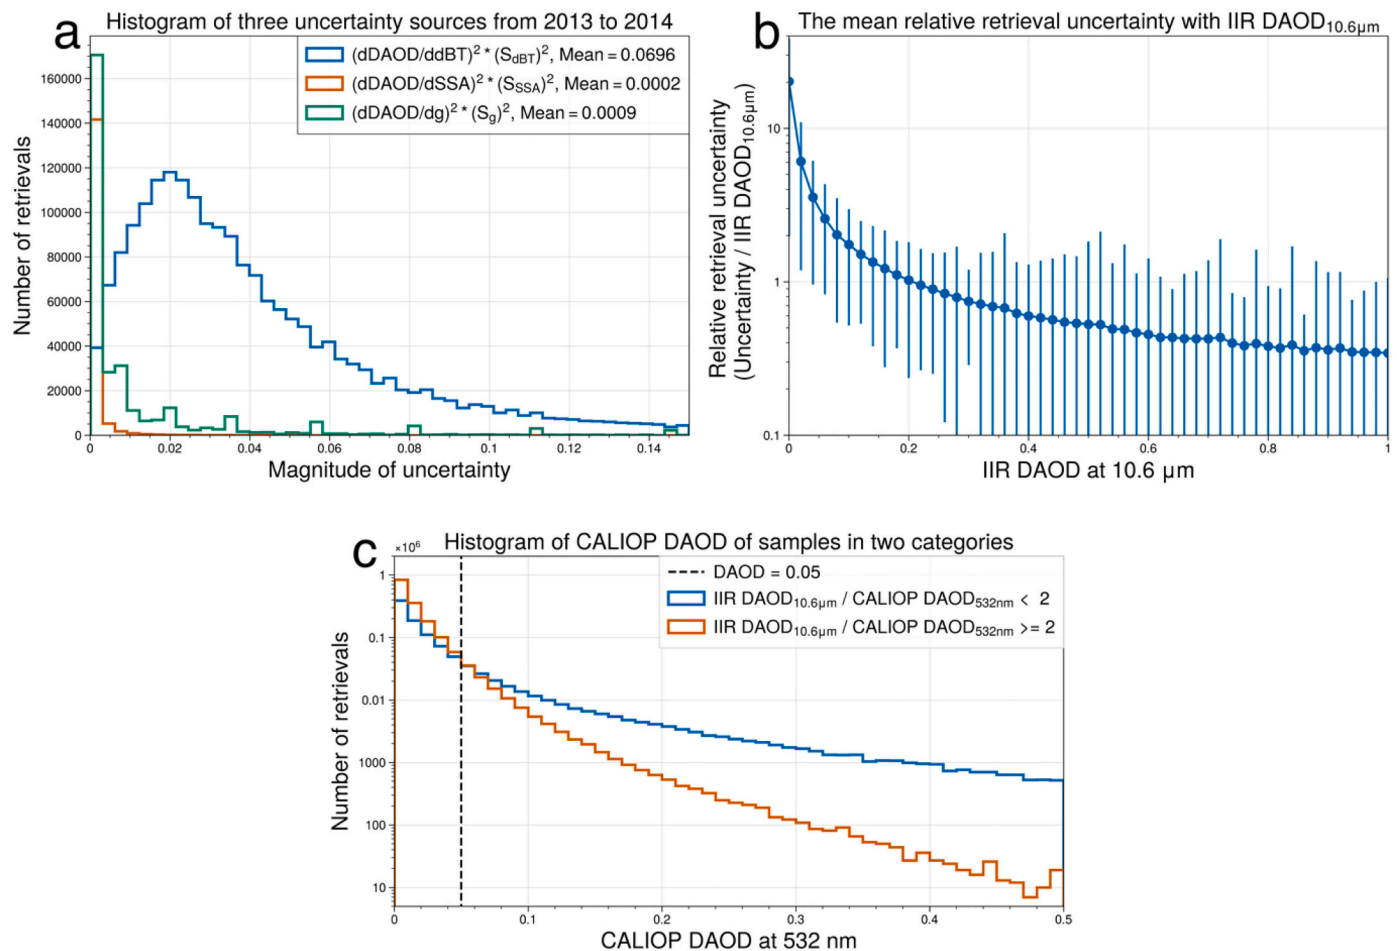 a
Histogram of three uncertainty sources from 2013 to 2014
(dDAOD/ddBT)² * (S_dBT)², Mean = 0.0696
(dDAOD/dSSA)² * (S_SSA)², Mean = 0.0002
(dDAOD/dg)² * (S_g)², Mean = 0.0009
Number of retrievals
160000
140000
120000
100000
80000
60000
40000
20000
0
0 0.02 0.04 0.06 0.08 0.1 0.12 0.14
Magnitude of uncertainty
b
The mean relative retrieval uncertainty with IIR DAOD10.6μm
Relative retrieval uncertainty
(Uncertainty / IIR DAOD10.6μm)
10
1
0.1
0 0.2 0.4 0.6 0.8 1
IIR DAOD at 10.6 μm
c
Histogram of CALIOP DAOD of samples in two categories
×10⁶
DAOD = 0.05
IIR DAOD10.6μm / CALIOP DAOD532nm < 2
IIR DAOD10.6μm / CALIOP DAOD532nm >= 2
Number of retrievals
1
0.1
0.01
1000
100
10
0 0.1 0.2 0.3 0.4 0.5
CALIOP DAOD at 532 nm